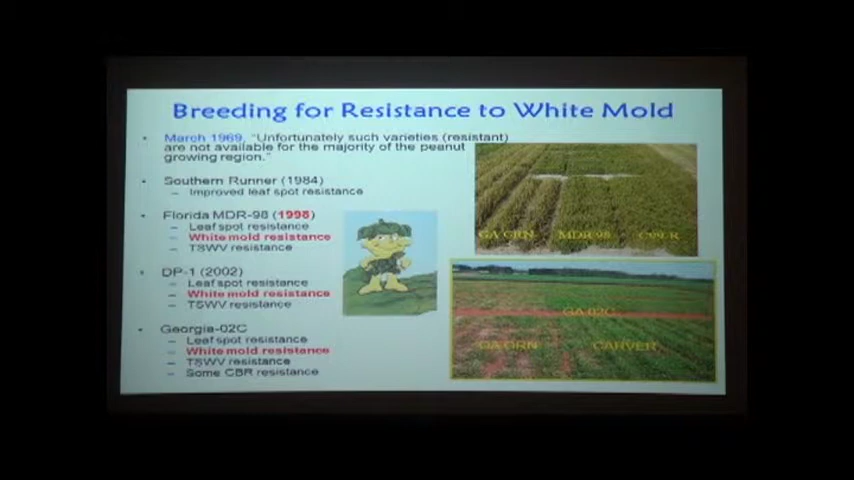 Breeding for Resistance to White Mold
• March 1969, "Unfortunately such varieties (resistant)
are not available for the majority of the peanut
growing region."
• Southern Runner (1984)
– Improved leaf spot resistance
• Florida MDR-98 (1998)
– Leaf spot resistance
– White mold resistance
– TSWV resistance
• DP-1 (2002)
– Leaf spot resistance
– White mold resistance
– TSWV resistance
• Georgia-02C
– Leaf spot resistance
– White mold resistance
– TSWV resistance
– Some CBR resistance
GA GRN MDR 98 C99-R
GA 02C
GA GRN CARVER